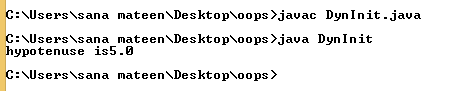 C:\Users\sana mateen\Desktop\oops>javac DynInit.java
C:\Users\sana mateen\Desktop\oops>java DynInit
hypotenuse is5.0
C:\Users\sana mateen\Desktop\oops>